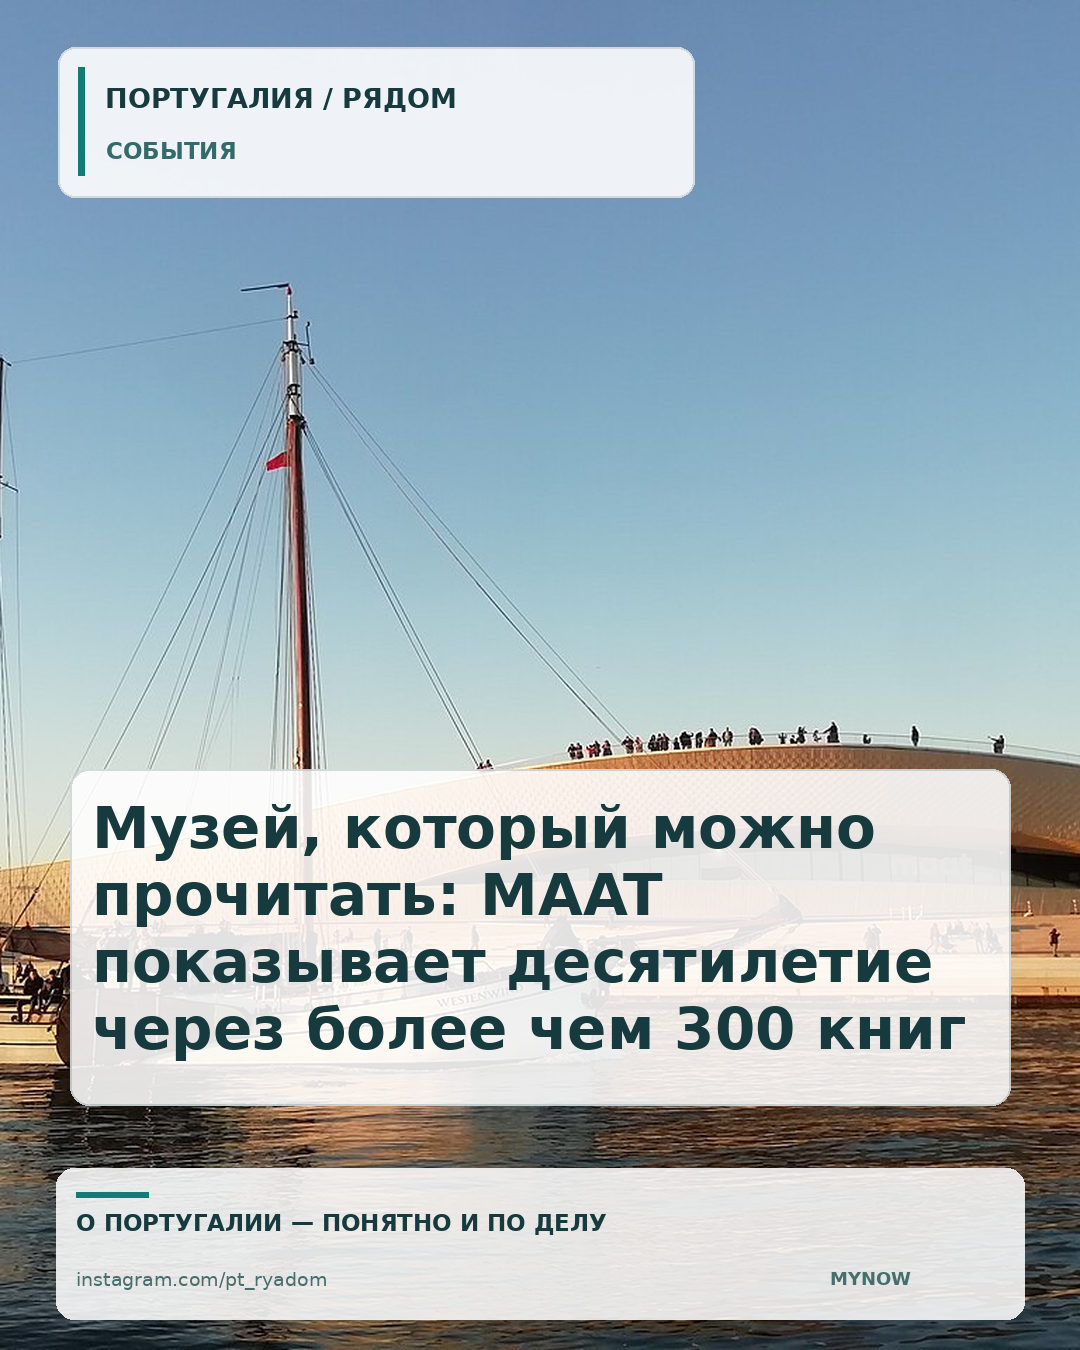 ПОРТУГАЛИЯ / РЯДОМ
СОБЫТИЯ
Музей, который можно
прочитать: MAAT
показывает десятилетие
через более чем 300 книг
О ПОРТУГАЛИИ — ПОНЯТНО И ПО ДЕЛУ
instagram.com/pt_ryadom
MYNOW